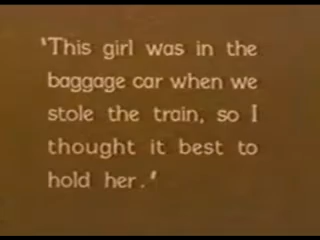 "This girl was in the
baggage car when we
stole the train, so I
thought it best to
hold her."